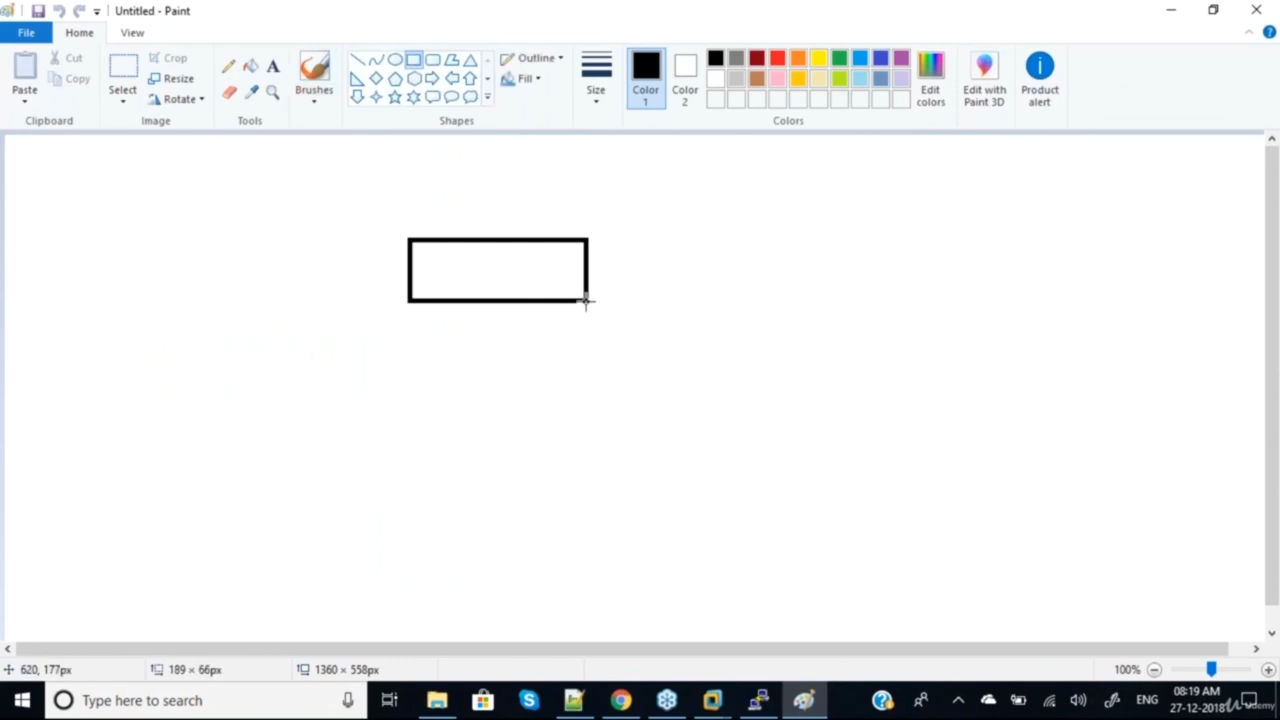 Untitled - Paint
File
Home
View
Paste
Cut
Copy
Clipboard
Select
Crop
Resize
Rotate
Image
A
Tools
Brushes
Shapes
Outline
Fill
Size
Color 1
Color 2
Edit colors
Colors
Edit with Paint 3D
Product alert
620, 177px
189 × 66px
1360 × 558px
100%
Type here to search
ENG
08:19 AM
27-12-2018
Udemy